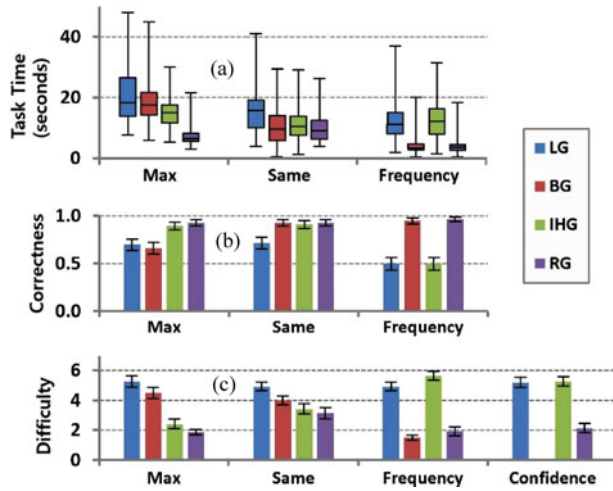 Task Time
(seconds)
40
20
0
(a)
Max
Same
Frequency
Correctness
1.0
0.5
0.0
(b)
Max
Same
Frequency
Difficulty
6
4
2
0
(c)
Max
Same
Frequency
Confidence
LG
BG
IHG
RG